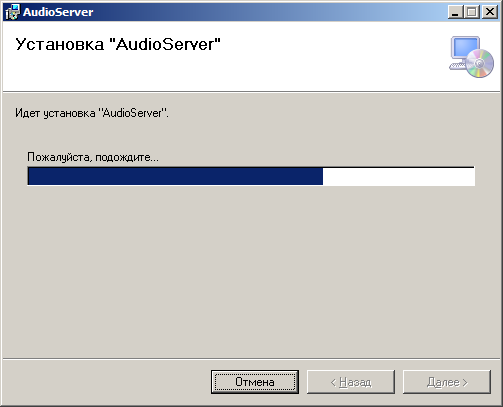 AudioServer
Установка "AudioServer"
Идет установка "AudioServer".
Пожалуйста, подождите...
Отмена
< Назад
Далее >